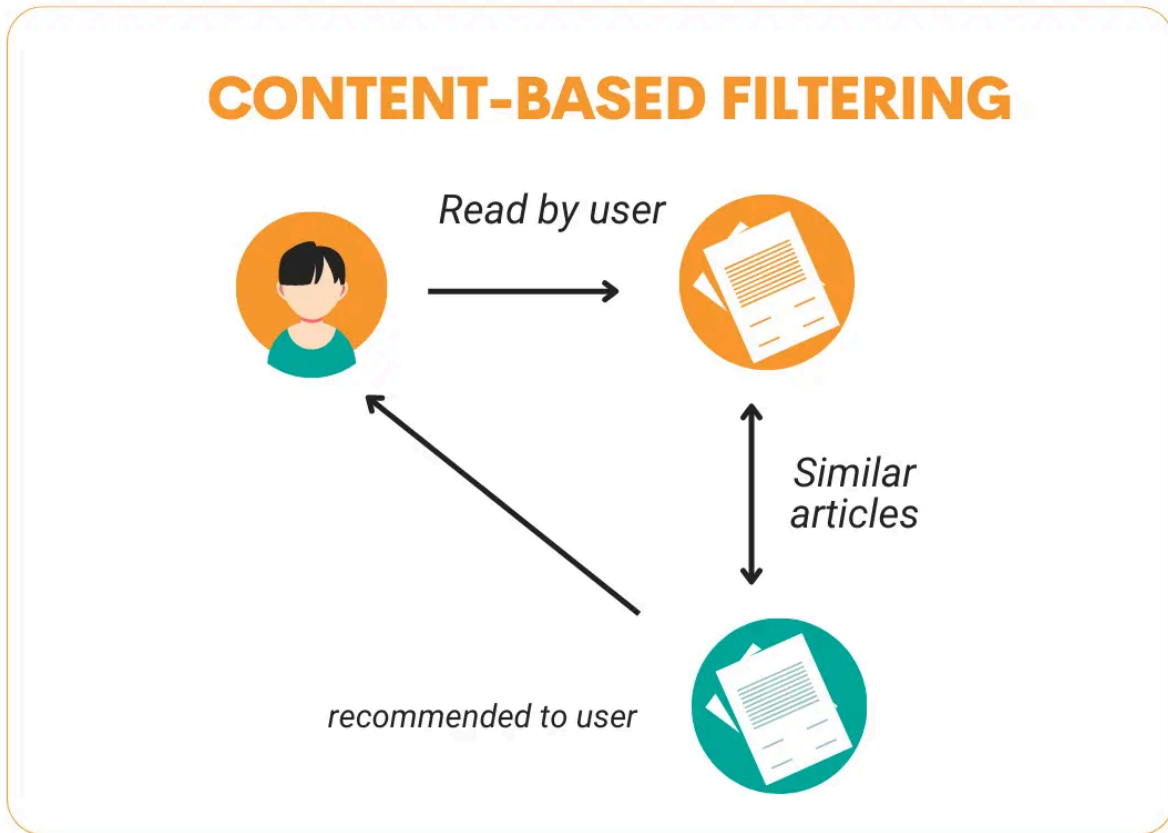 CONTENT-BASED FILTERING
Read by user
Similar
articles
recommended to user